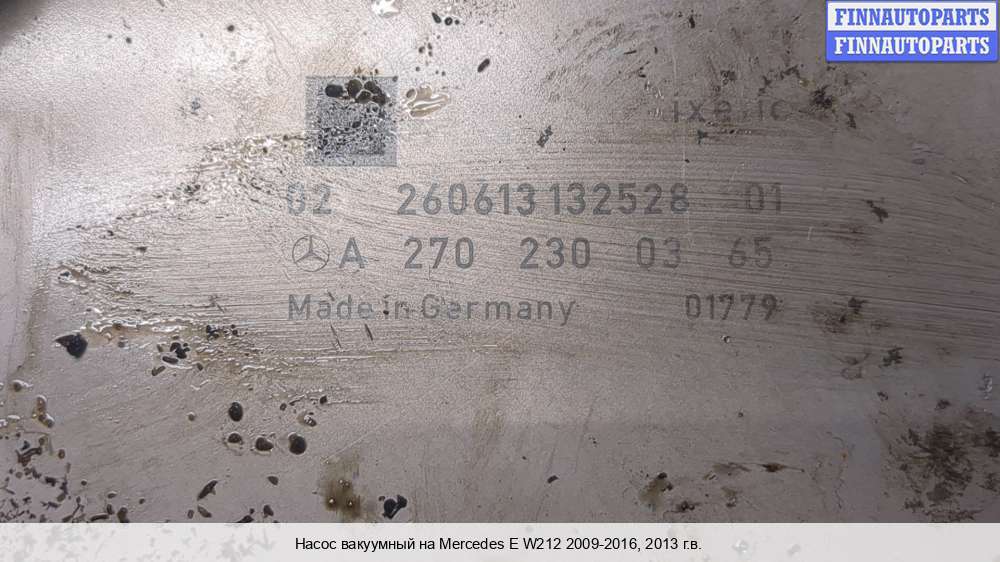 FINNAUTOPARTS
FINNAUTOPARTS
02 260613132528 01
A 270 230 03 65
Made in Germany 01779
Насос вакуумный на Mercedes E W212 2009-2016, 2013 г.в.